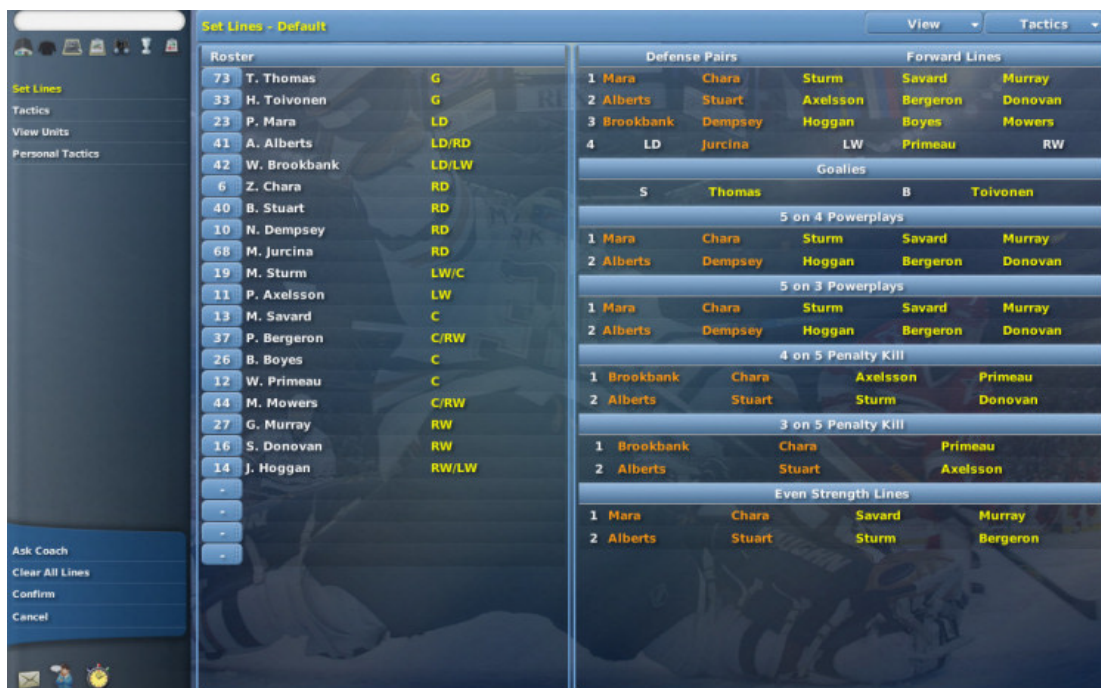 Set Lines - Default
View
Tactics
Set Lines
Tactics
View Units
Personal Tactics
Ask Coach
Clear All Lines
Confirm
Cancel
Roster
73 T. Thomas G
33 H. Toivonen G
23 P. Mara LD
41 A. Alberts LD/RD
42 W. Brookbank LD/LW
6 Z. Chara RD
40 B. Stuart RD
10 N. Dempsey RD
68 M. Jurcina RD
19 M. Sturm LW/C
11 P. Axelsson LW
13 M. Savard C
37 P. Bergeron C/RW
26 B. Boyes C
12 W. Primeau C
44 M. Mowers C/RW
27 G. Murray RW
16 S. Donovan RW
14 J. Hoggan RW/LW
-
-
-
-
Defense Pairs Forward Lines
1 Mara Chara Sturm Savard Murray
2 Alberts Stuart Axelsson Bergeron Donovan
3 Brookbank Dempsey Hoggan Boyes Mowers
4 LD Jurcina LW Primeau RW
Goalies
S Thomas B Toivonen
5 on 4 Powerplays
1 Mara Chara Sturm Savard Murray
2 Alberts Dempsey Hoggan Bergeron Donovan
5 on 3 Powerplays
1 Mara Chara Sturm Savard Murray
2 Alberts Dempsey Hoggan Bergeron Donovan
4 on 5 Penalty Kill
1 Brookbank Chara Axelsson Primeau
2 Alberts Stuart Sturm Donovan
3 on 5 Penalty Kill
1 Brookbank Chara Primeau
2 Alberts Stuart Axelsson
Even Strength Lines
1 Mara Chara Savard Murray
2 Alberts Stuart Sturm Bergeron